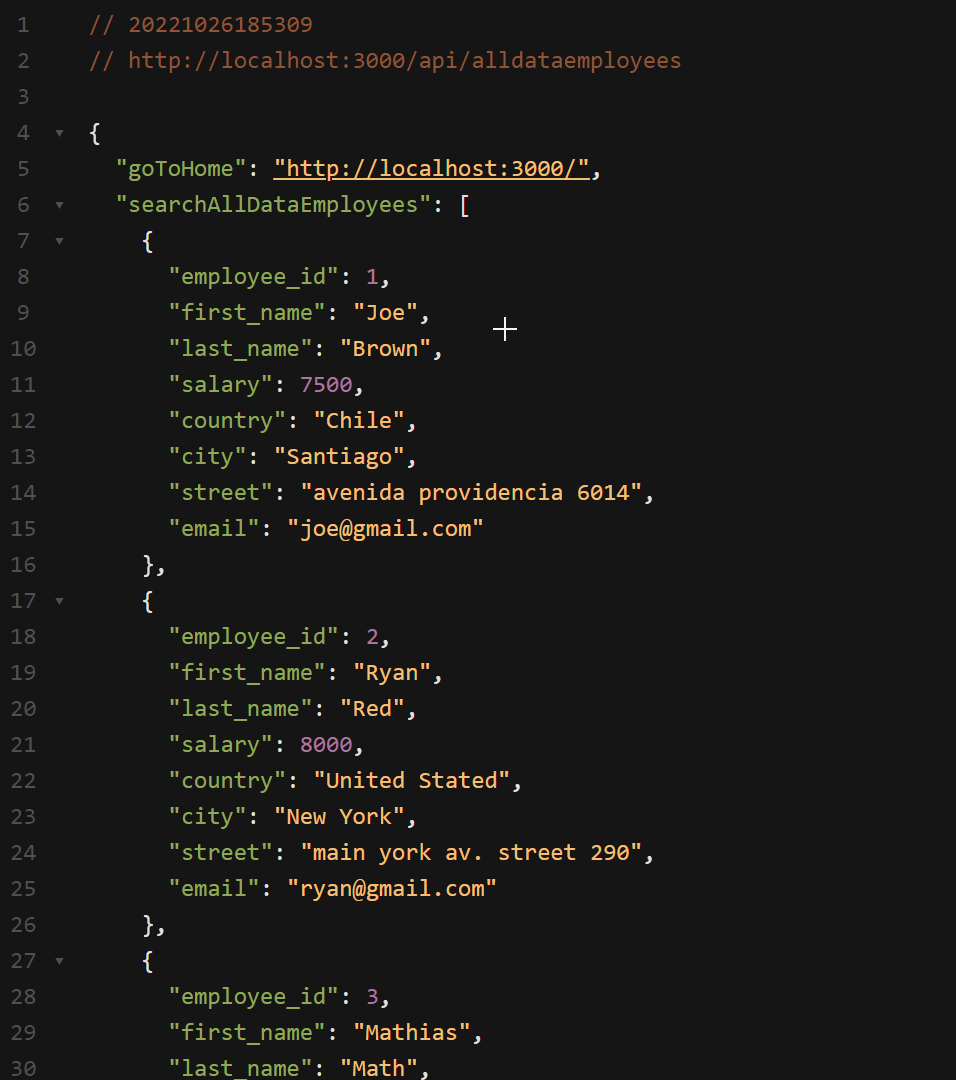 1 // 20221026185309
2 // http://localhost:3000/api/alldataemployees
3
4 {
5 "goToHome": "http://localhost:3000/",
6 "searchAllDataEmployees": [
7 {
8 "employee_id": 1,
9 "first_name": "Joe",
10 "last_name": "Brown",
11 "salary": 7500,
12 "country": "Chile",
13 "city": "Santiago",
14 "street": "avenida providencia 6014",
15 "email": "joe@gmail.com"
16 },
17 {
18 "employee_id": 2,
19 "first_name": "Ryan",
20 "last_name": "Red",
21 "salary": 8000,
22 "country": "United Stated",
23 "city": "New York",
24 "street": "main york av. street 290",
25 "email": "ryan@gmail.com"
26 },
27 {
28 "employee_id": 3,
29 "first_name": "Mathias",
30 "last_name": "Math",